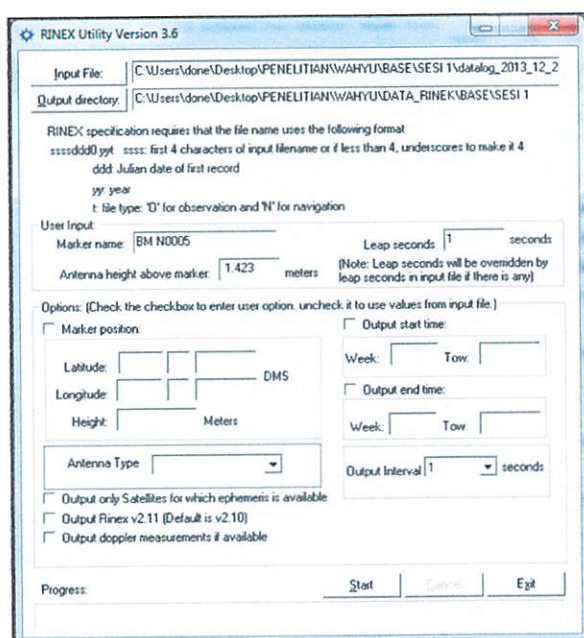 RINEX Utility Version 3.6
Input File: C:\Users\done\Desktop\PENELITIAN\WAHYU\BASE\SESI 1\datalog_2013_12_2
Output directory: C:\Users\done\Desktop\PENELITIAN\WAHYU\DATA_RINEK\BASE\SESI 1
RINEX specification requires that the file name uses the following format
ssssddd0.yyt ssss: first 4 characters of input filename or if less than 4, underscores to make it 4
ddd: Julian date of first record
yy: year
t: file type: 'O' for observation and 'N' for navigation
User Input:
Marker name: BM N0005 Leap seconds 1 seconds
Antenna height above marker: 1.423 meters (Note: Leap seconds will be overridden by
leap seconds in input file if there is any)
Options: (Check the checkbox to enter user option. uncheck it to use values from input file.)
Marker position: Output start time:
Latitude: Week: Tow:
DMS
Longitude: Output end time:
Height: Meters Week: Tow
Antenna Type Output Interval 1 seconds
Output only Satellites for which ephemeris is available
Output Rinex v2.11 (Default is v2.10)
Output doppler measurements if available
Progress: Start Cancel Exit